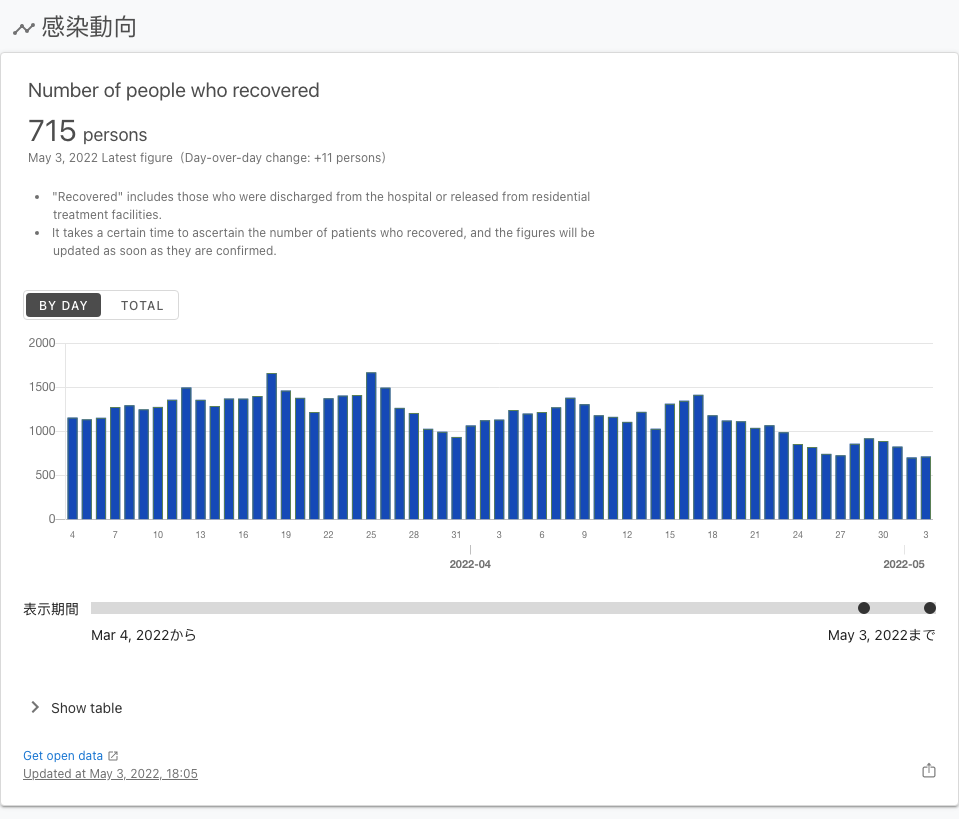 感染動向
Number of people who recovered
715 persons
May 3, 2022 Latest figure (Day-over-day change: +11 persons)
• "Recovered" includes those who were discharged from the hospital or released from residential
treatment facilities.
• It takes a certain time to ascertain the number of patients who recovered, and the figures will be
updated as soon as they are confirmed.
BY DAY TOTAL
2000
1500
1000
500
0
4 7 10 13 16 19 22 25 28 31 3 6 9 12 15 18 21 24 27 30 3
2022-04 2022-05
表示期間
Mar 4, 2022から May 3, 2022まで
Show table
Get open data
Updated at May 3, 2022, 18:05